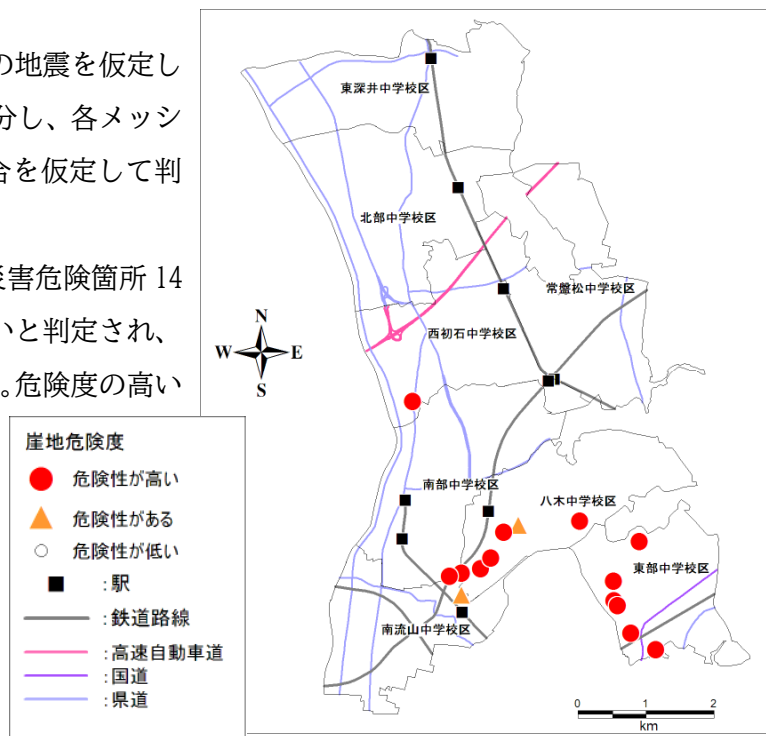 の地震を仮定し
分し、各メッシ
合を仮定して判
災害危険箇所 14
いと判定され、
。危険度の高い
東深井中学校区
北部中学校区
常盤松中学校区
西初石中学校区
N
W
E
S
南部中学校区
八木中学校区
東部中学校区
南流山中学校区
崖地危険度
危険性が高い
危険性がある
危険性が低い
:駅
:鉄道路線
:高速自動車道
:国道
:県道
0 1 2
km